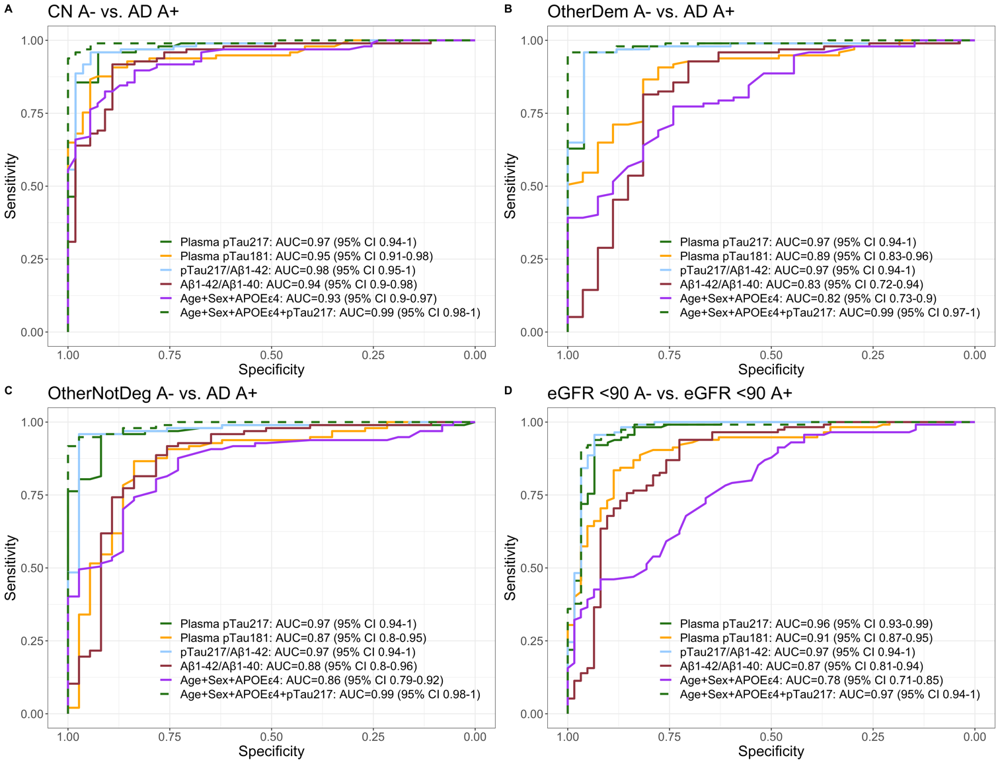 A
CN A- vs. AD A+
1.00
0.75
0.50
0.25
0.00
Sensitivity
Plasma pTau217: AUC=0.97 (95% CI 0.94-1)
Plasma pTau181: AUC=0.95 (95% CI 0.91-0.98)
pTau217/Aβ1-42: AUC=0.98 (95% CI 0.95-1)
Aβ1-42/Aβ1-40: AUC=0.94 (95% CI 0.9-0.98)
Age+Sex+APOEε4: AUC=0.93 (95% CI 0.9-0.97)
Age+Sex+APOEε4+pTau217: AUC=0.99 (95% CI 0.98-1)
1.00 0.75 0.50 0.25 0.00
Specificity
B
OtherDem A- vs. AD A+
1.00
0.75
0.50
0.25
0.00
Sensitivity
Plasma pTau217: AUC=0.97 (95% CI 0.94-1)
Plasma pTau181: AUC=0.89 (95% CI 0.83-0.96)
pTau217/Aβ1-42: AUC=0.97 (95% CI 0.94-1)
Aβ1-42/Aβ1-40: AUC=0.83 (95% CI 0.72-0.94)
Age+Sex+APOEε4: AUC=0.82 (95% CI 0.73-0.9)
Age+Sex+APOEε4+pTau217: AUC=0.99 (95% CI 0.97-1)
1.00 0.75 0.50 0.25 0.00
Specificity
C
OtherNotDeg A- vs. AD A+
1.00
0.75
0.50
0.25
0.00
Sensitivity
Plasma pTau217: AUC=0.97 (95% CI 0.94-1)
Plasma pTau181: AUC=0.87 (95% CI 0.8-0.95)
pTau217/Aβ1-42: AUC=0.97 (95% CI 0.94-1)
Aβ1-42/Aβ1-40: AUC=0.88 (95% CI 0.8-0.96)
Age+Sex+APOEε4: AUC=0.86 (95% CI 0.79-0.92)
Age+Sex+APOEε4+pTau217: AUC=0.99 (95% CI 0.98-1)
1.00 0.75 0.50 0.25 0.00
Specificity
D
eGFR <90 A- vs. eGFR <90 A+
1.00
0.75
0.50
0.25
0.00
Sensitivity
Plasma pTau217: AUC=0.96 (95% CI 0.93-0.99)
Plasma pTau181: AUC=0.91 (95% CI 0.87-0.95)
pTau217/Aβ1-42: AUC=0.97 (95% CI 0.94-1)
Aβ1-42/Aβ1-40: AUC=0.87 (95% CI 0.81-0.94)
Age+Sex+APOEε4: AUC=0.78 (95% CI 0.71-0.85)
Age+Sex+APOEε4+pTau217: AUC=0.97 (95% CI 0.94-1)
1.00 0.75 0.50 0.25 0.00
Specificity